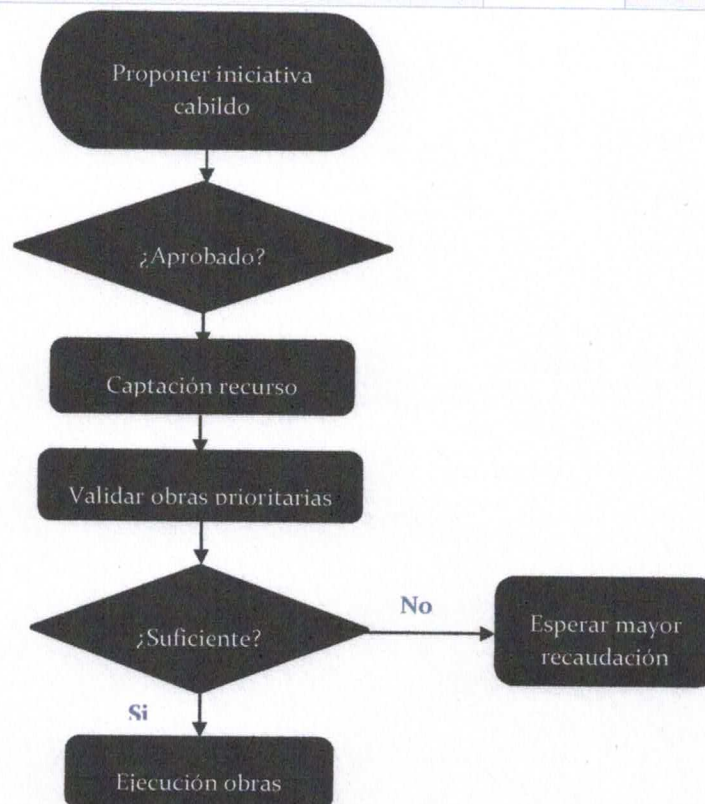 Proponer iniciativa
cabildo
¿Aprobado?
Captación recurso
Validar obras prioritarias
¿Suficiente?
No
Esperar mayor
recaudación
Si
Ejecución obras